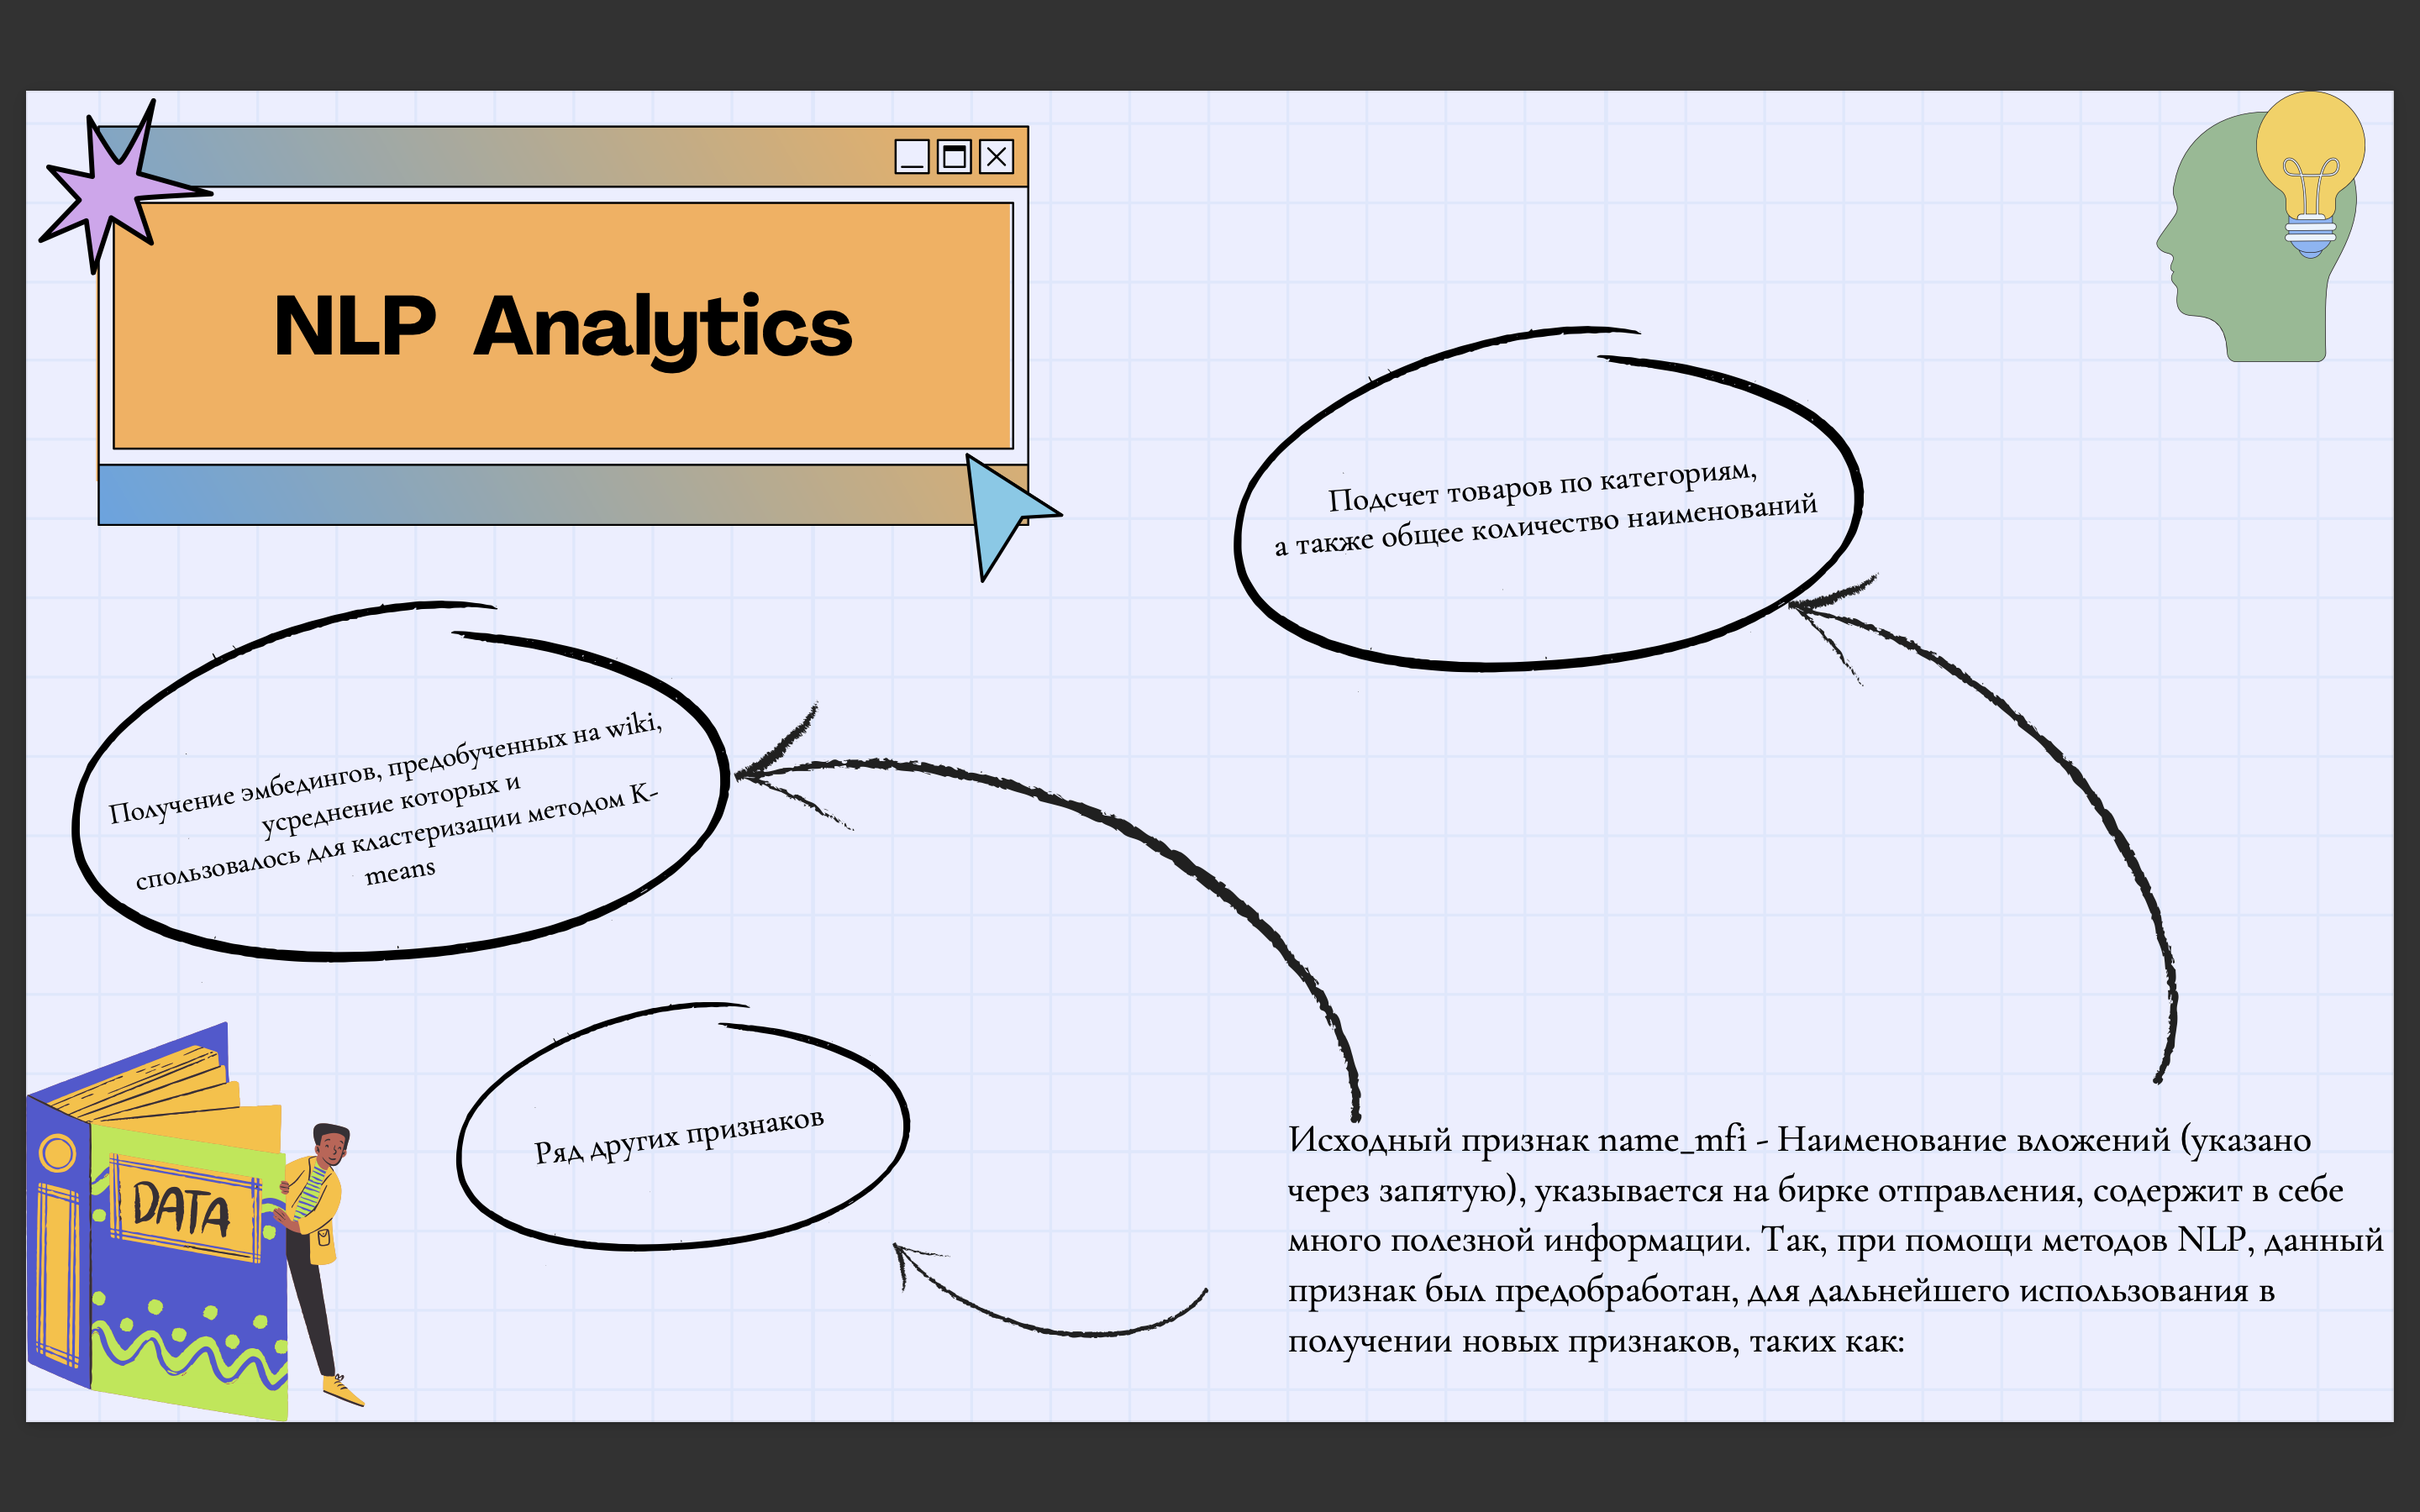 NLP Analytics
Подсчет товаров по категориям,
а также общее количество наименований
Получение эмбедингов, предобученных на wiki,
усреднение которых и
спользовалось для кластеризации методом K-
means
Ряд других признаков
DATA
Исходный признак name_mfi - Наименование вложений (указано
через запятую), указывается на бирке отправления, содержит в себе
много полезной информации. Так, при помощи методов NLP, данный
признак был предобработан, для дальнейшего использования в
получении новых признаков, таких как: